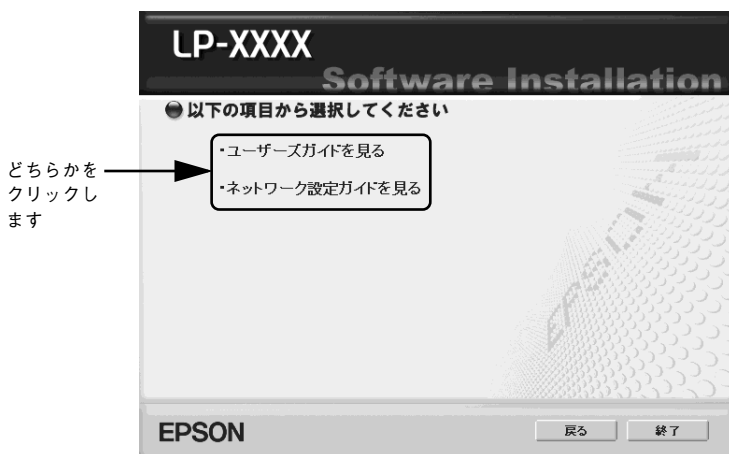 LP-XXXX
Software Installation
以下の項目から選択してください
・ユーザーズガイドを見る
・ネットワーク設定ガイドを見る
どちらかを
クリックし
ます
EPSON
EPSON
戻る
終了